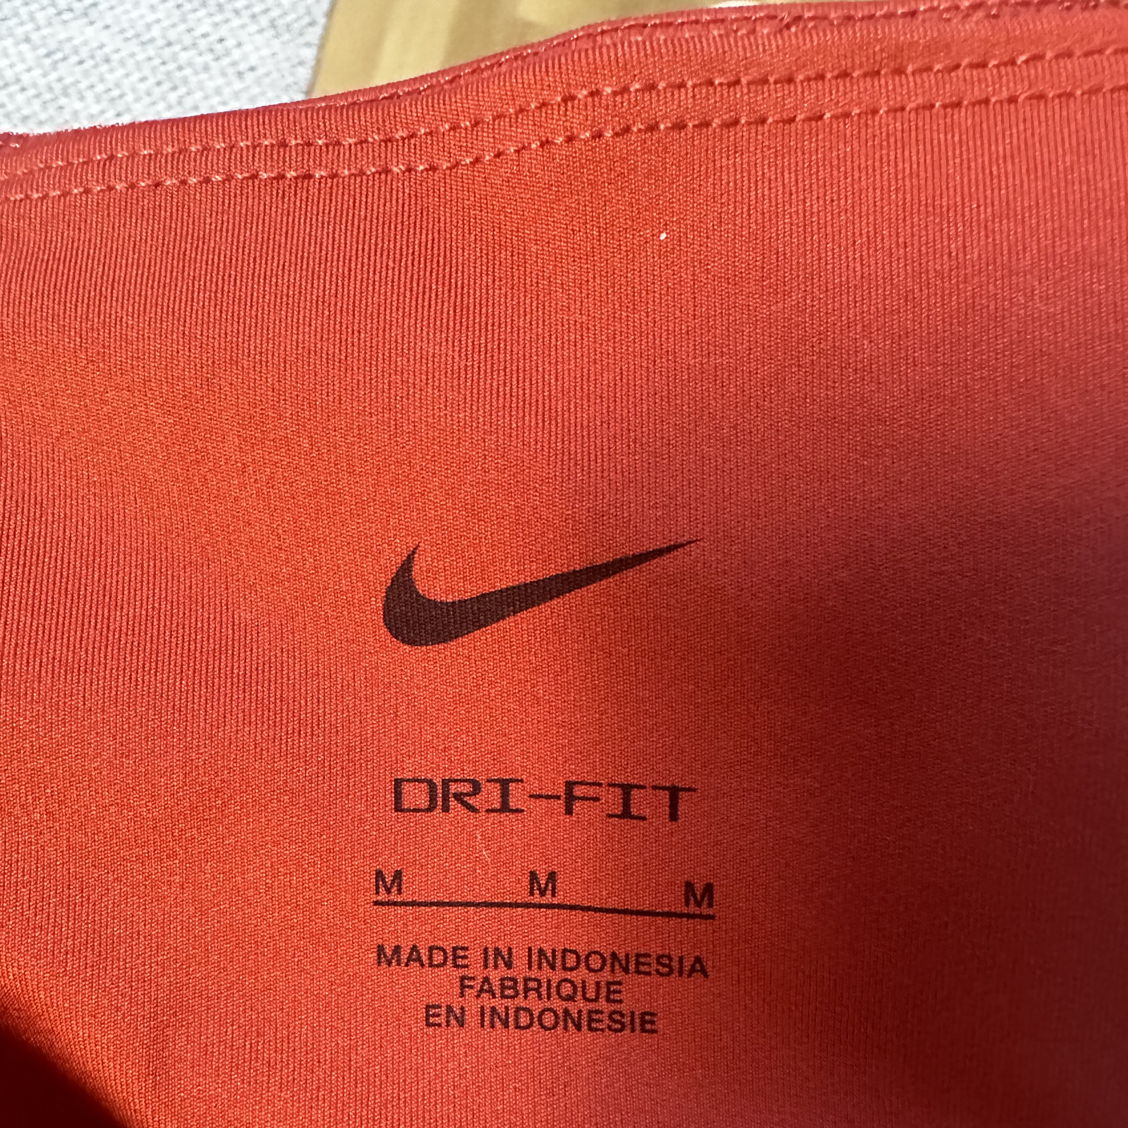 DRI-FIT
M M M
MADE IN INDONESIA
FABRIQUE
EN INDONESIE